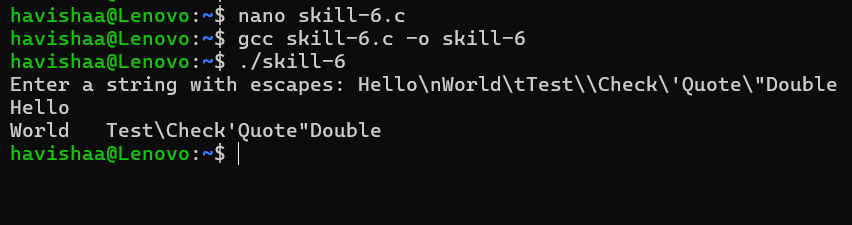 havishaa@Lenovo:~$ nano skill-6.c
havishaa@Lenovo:~$ gcc skill-6.c -o skill-6
havishaa@Lenovo:~$ ./skill-6
Enter a string with escapes: Hello\nWorld\tTest\\Check\'Quote\"Double
Hello
World   Test\Check'Quote"Double
havishaa@Lenovo:~$